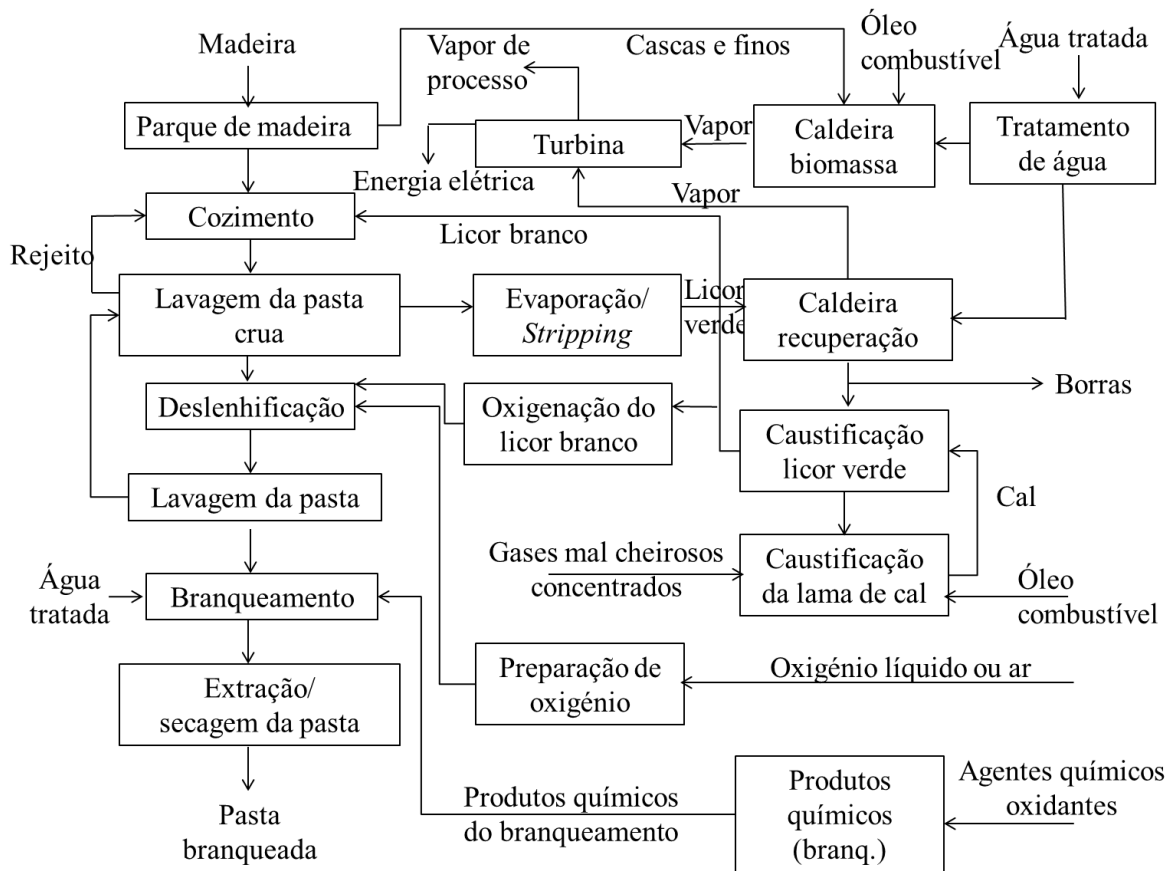 Madeira
Vapor de
processo
Cascas e finos
Óleo
combustível
Água tratada
Parque de madeira
Turbina
Vapor
Caldeira
biomassa
Tratamento
de água
Energia elétrica
Vapor
Cozimento
Licor branco
Rejeito
Lavagem da pasta
crua
Evaporação/
Stripping
Licor
verde
Caldeira
recuperação
Borras
Deslenhificação
Oxigenação do
licor branco
Caustificação
licor verde
Lavagem da pasta
Cal
Gases mal cheirosos
concentrados
Caustificação
da lama de cal
Água
tratada
Branqueamento
Óleo
combustível
Extração/
secagem da pasta
Preparação de
oxigénio
Oxigénio líquido ou ar
Pasta
branqueada
Produtos químicos
do branqueamento
Produtos
químicos
(branq.)
Agentes químicos
oxidantes